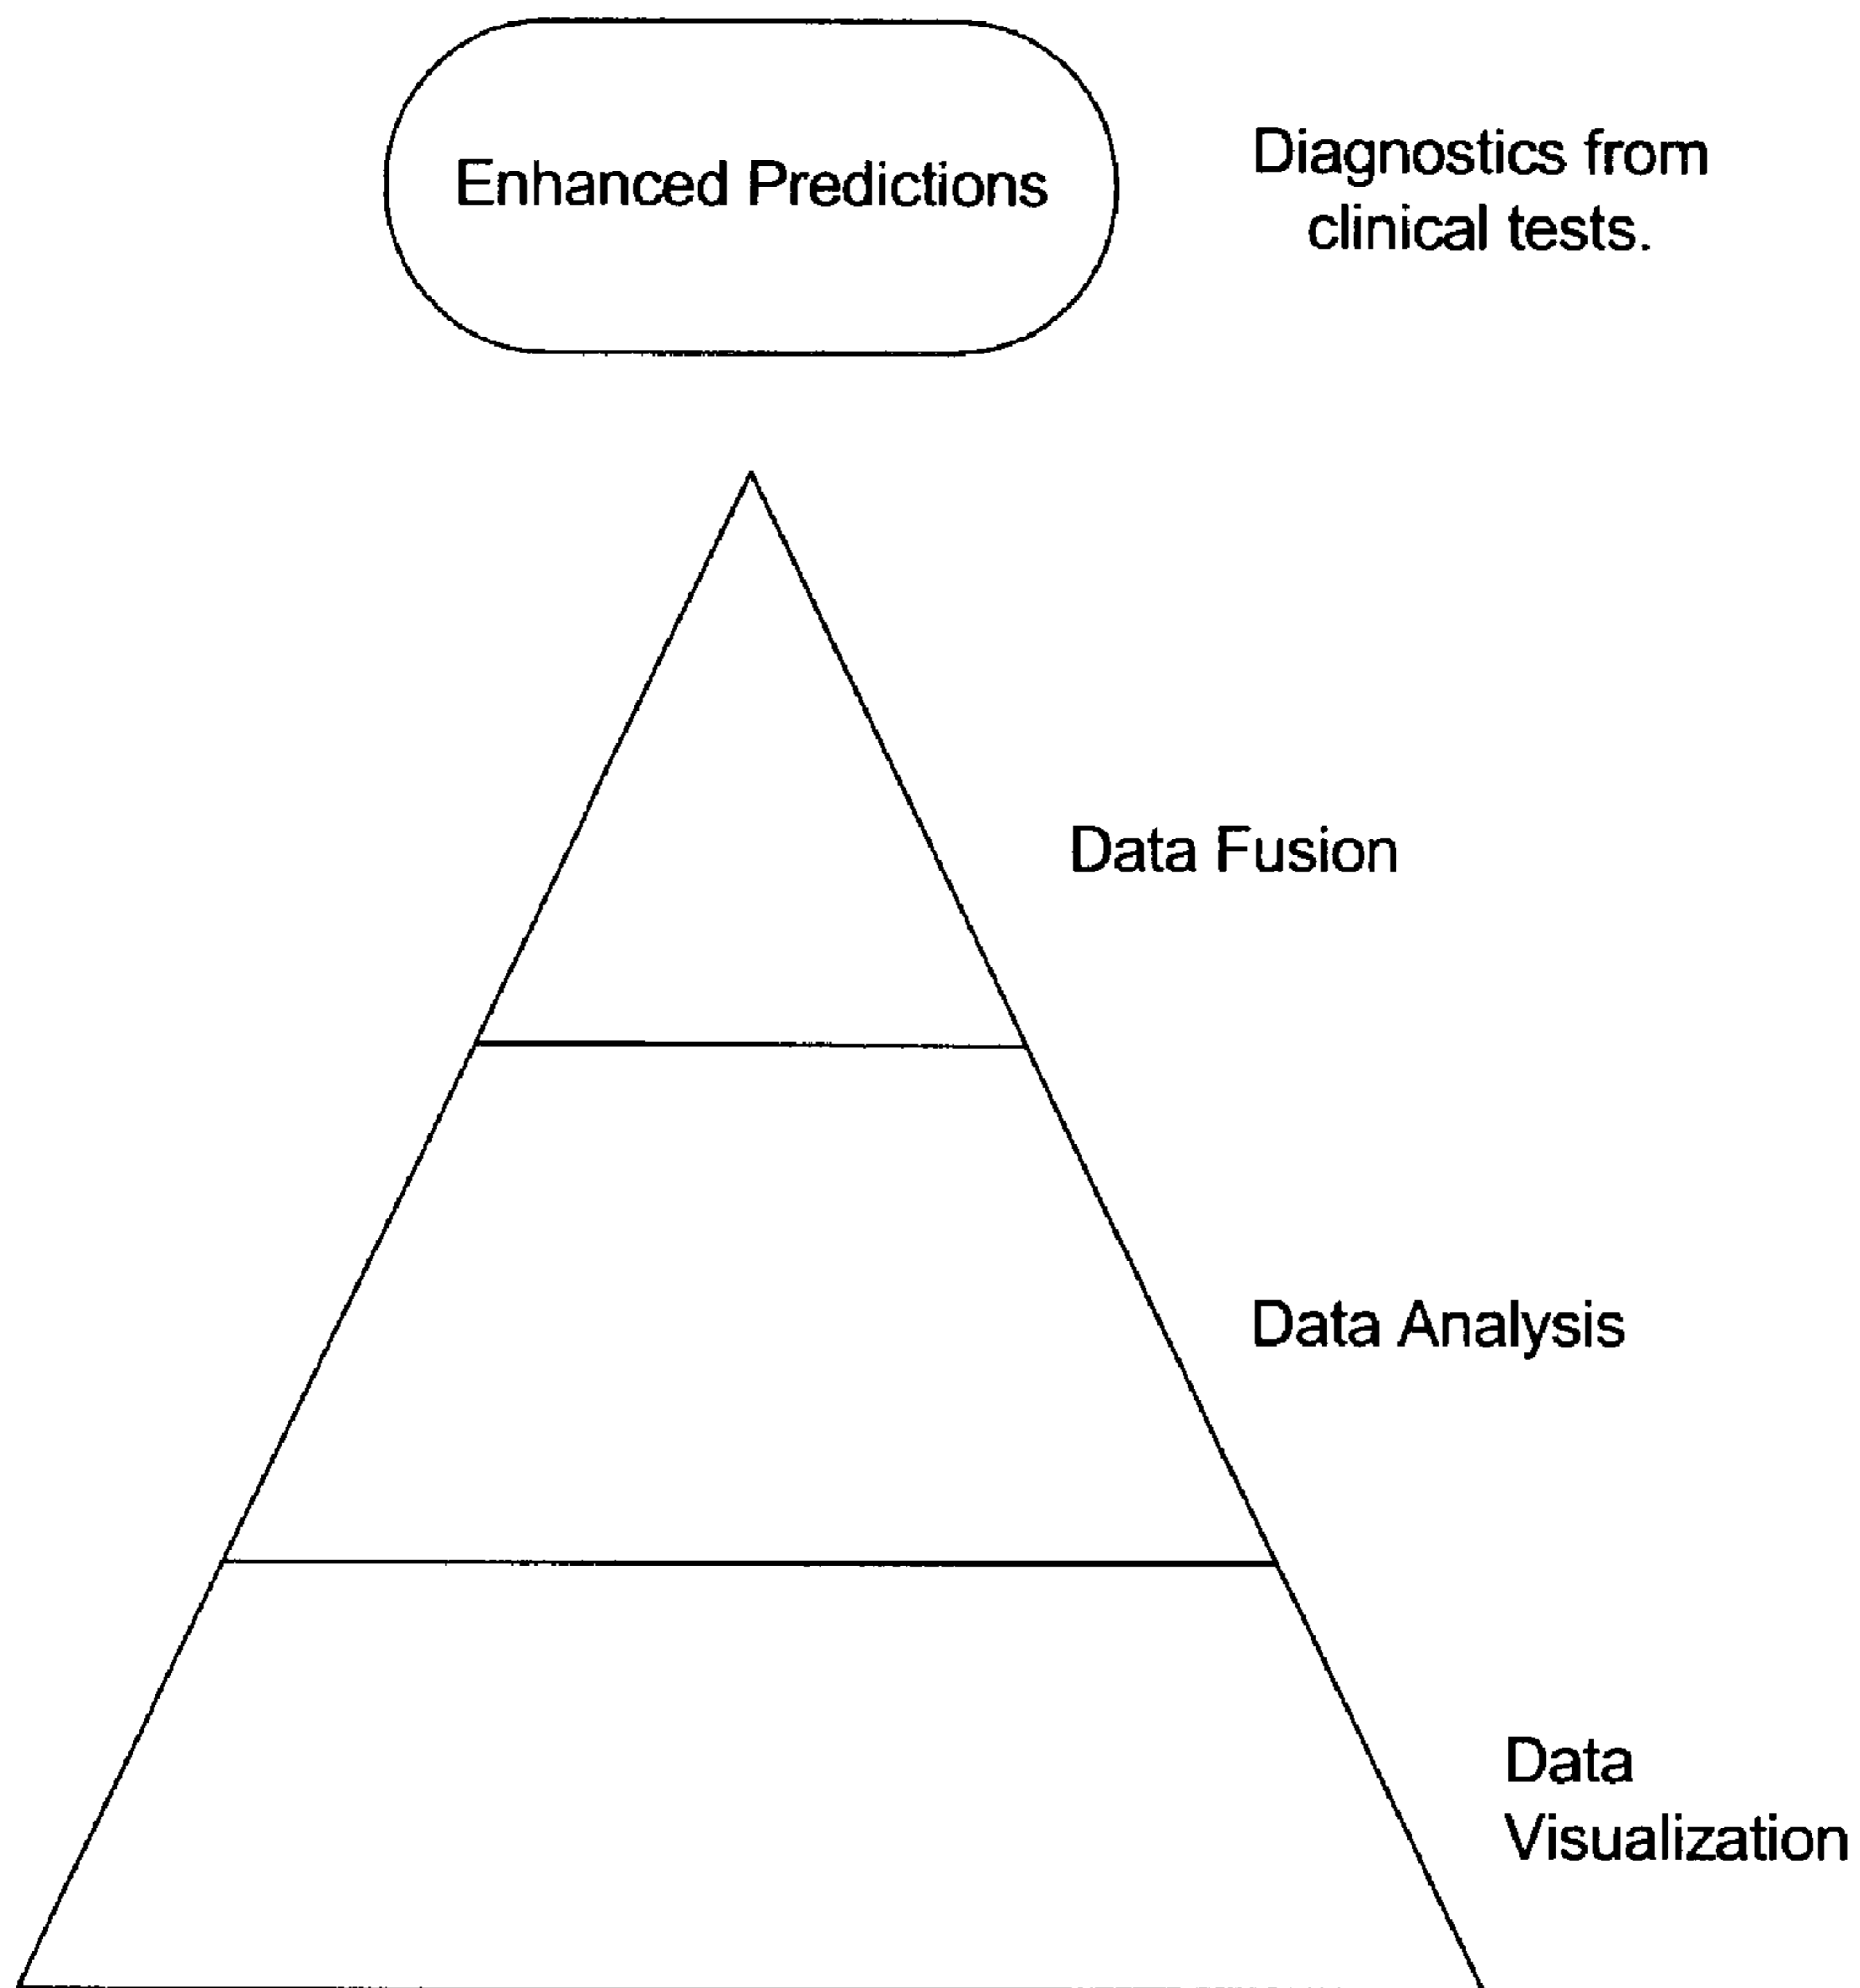 Enhanced Predictions
Diagnostics from
clinical tests.
Data Fusion
Data Analysis
Data
Visualization